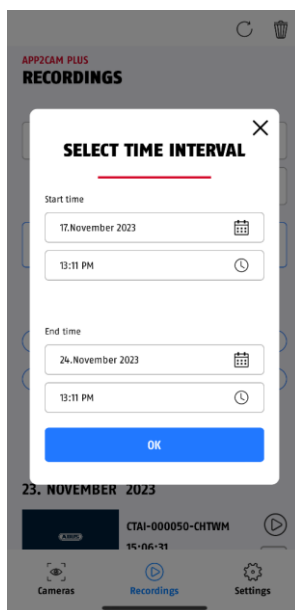 APP2CAM PLUS
RECORDINGS
SELECT TIME INTERVAL
Start time
17.November 2023
13:11 PM
End time
24.November 2023
13:11 PM
OK
23. NOVEMBER 2023
ABUS
CTAI-000050-CHTWM
15:06:31
Cameras
Recordings
Settings